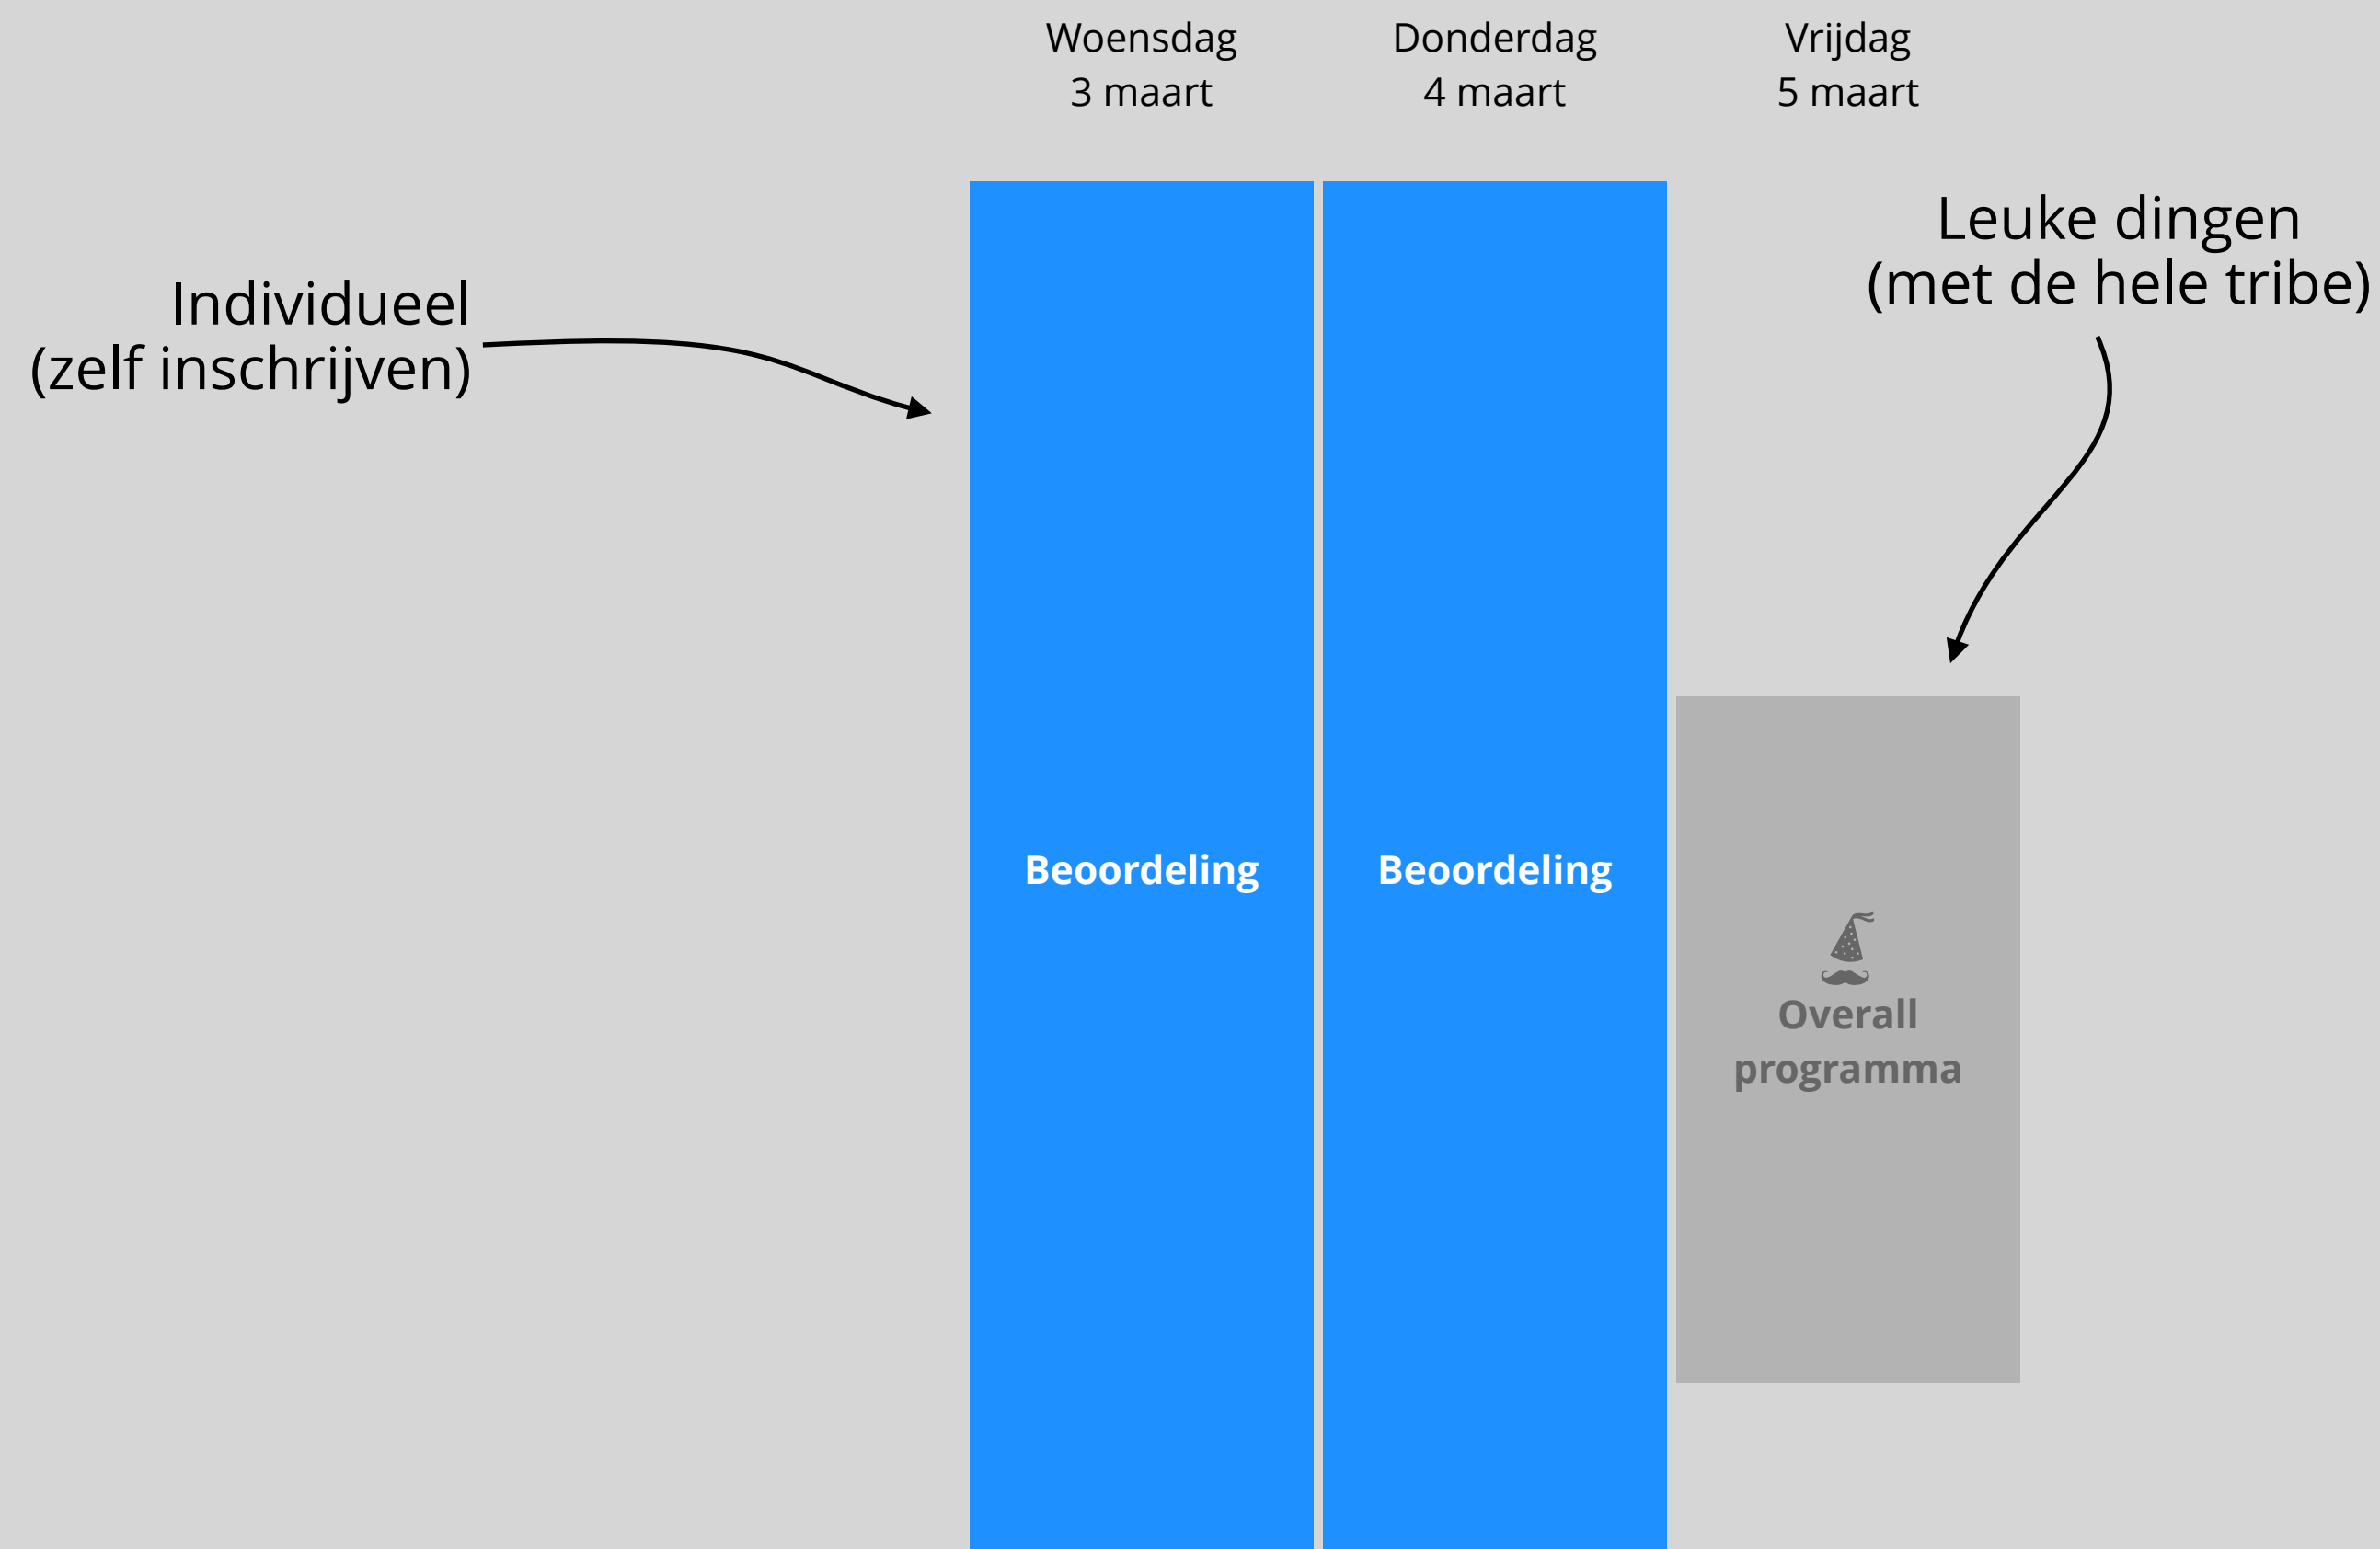 Woensdag
3 maart
Donderdag
4 maart
Vrijdag
5 maart
Individueel
(zelf inschrijven)
Leuke dingen
(met de hele tribe)
Beoordeling
Beoordeling
Overall
programma